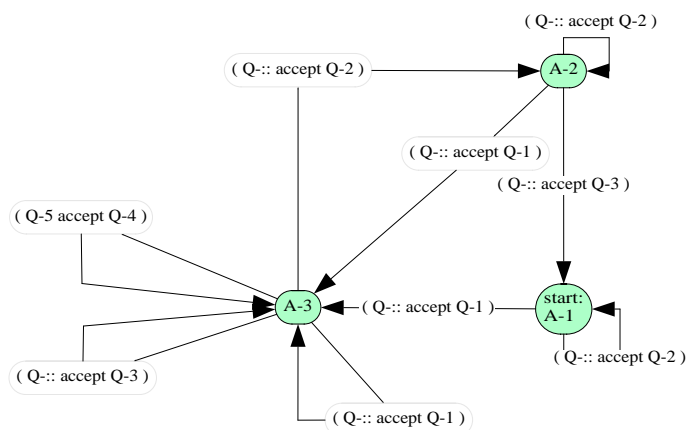 ( Q-:: accept Q-2 )
( Q-:: accept Q-2 )
A-2
( Q-:: accept Q-1 )
( Q-:: accept Q-3 )
( Q-5 accept Q-4 )
A-3
( Q-:: accept Q-1 )
start:
A-1
( Q-:: accept Q-2 )
( Q-:: accept Q-3 )
( Q-:: accept Q-1 )